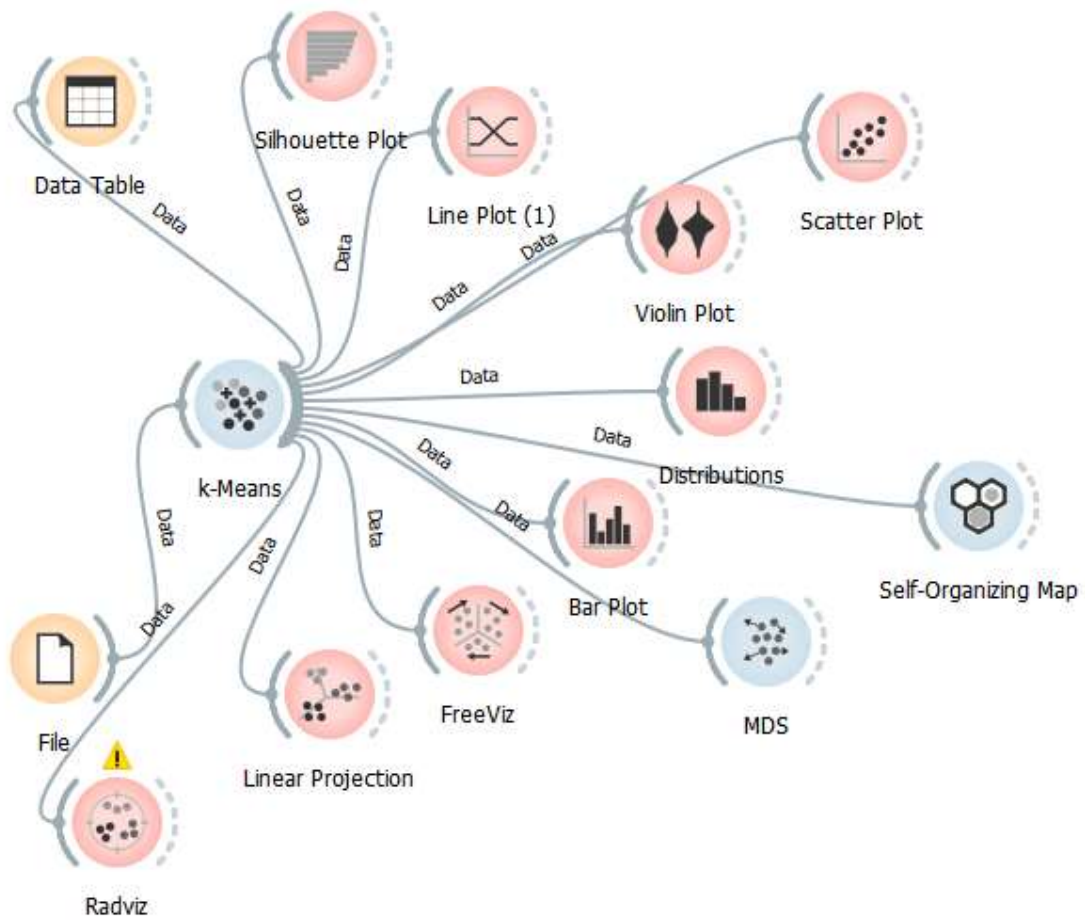 Silhouette Plot
Data Table
Line Plot (1)
Scatter Plot
Data
Data
Data
Data
Data
Violin Plot
Data
Data
Distributions
k-Means
Data
Data
Data
Data
Data
Data
Bar Plot
Self-Organizing Map
File
FreeViz
MDS
Linear Projection
Radviz